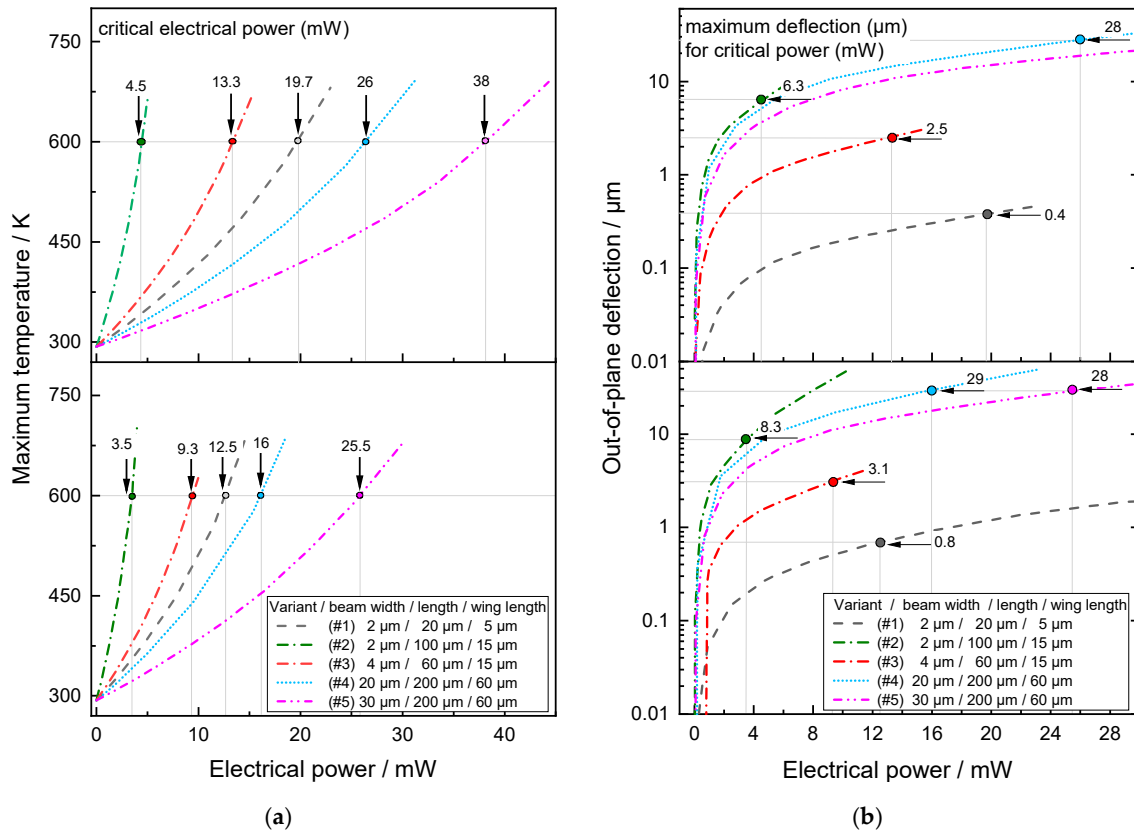 critical electrical power (mW)
750
600
450
300
4.5
13.3
19.7
26
38
750
600
450
300
3.5
9.3
12.5
16
25.5
Maximum temperature / K
Variant / beam width / length / wing length
(#1) 2 µm / 20 µm / 5 µm
(#2) 2 µm / 100 µm / 15 µm
(#3) 4 µm / 60 µm / 15 µm
(#4) 20 µm / 200 µm / 60 µm
(#5) 30 µm / 200 µm / 60 µm
0 10 20 30 40
Electrical power / mW
(a)
maximum deflection (µm)
for critical power (mW)
10
1
0.1
0.01
28
6.3
2.5
0.4
10
1
0.1
0.01
29
28
8.3
3.1
0.8
Out-of-plane deflection / µm
Variant / beam width / length / wing length
(#1) 2 µm / 20 µm / 5 µm
(#2) 2 µm / 100 µm / 15 µm
(#3) 4 µm / 60 µm / 15 µm
(#4) 20 µm / 200 µm / 60 µm
(#5) 30 µm / 200 µm / 60 µm
0 4 8 12 16 20 24 28
Electrical power / mW
(b)